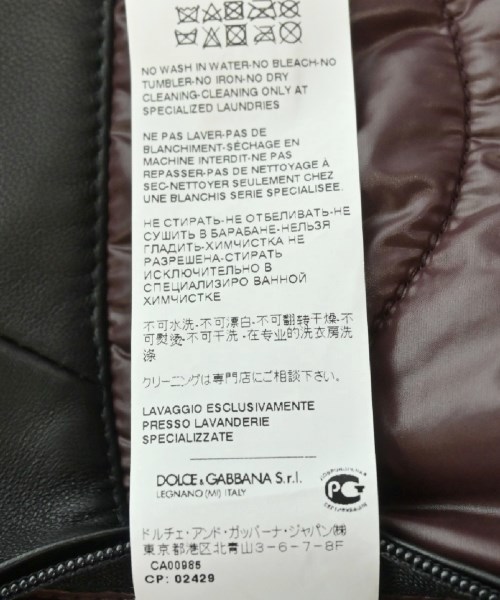 NO WASH IN WATER-NO BLEACH-NO
TUMBLER-NO IRON-NO DRY
CLEANING-CLEANING ONLY AT
SPECIALIZED LAUNDRIES
NE PAS LAVER-PAS DE
BLANCHIMENT-SÉCHAGE EN
MACHINE INTERDIT-NE PAS
REPASSER-PAS DE NETTOYAGE À
SEC-NETTOYER SEULEMENT CHEZ
UNE BLANCHIS SERIE SPECIALISEE.
НЕ СТИРАТЬ-НЕ ОТБЕЛИВАТЬ-НЕ
СУШИТЬ В БАРАБАНЕ-НЕЛЬЗЯ
ГЛАДИТЬ-ХИМЧИСТКА НЕ
РАЗРЕШЕНА-СТИРАТЬ
ИСКЛЮЧИТЕЛЬНО В
СПЕЦИАЛИЗИРО ВАННОЙ
ХИМЧИСТКЕ
不可水洗-不可漂白-不可翻转干燥-不
可熨烫-不可干洗 -在专业的洗衣房洗
涤
クリーニングは専門店にご相談下さい。
LAVAGGIO ESCLUSIVAMENTE
PRESSO LAVANDERIE
SPECIALIZZATE
DOLCE & GABBANA S.r.l.
LEGNANO (MI) ITALY
PG
ドルチェ・アンド・ガッバーナ・ジャパン㈱
東京都港区北青山3-6-7-8F
CA00985
CP: 02429